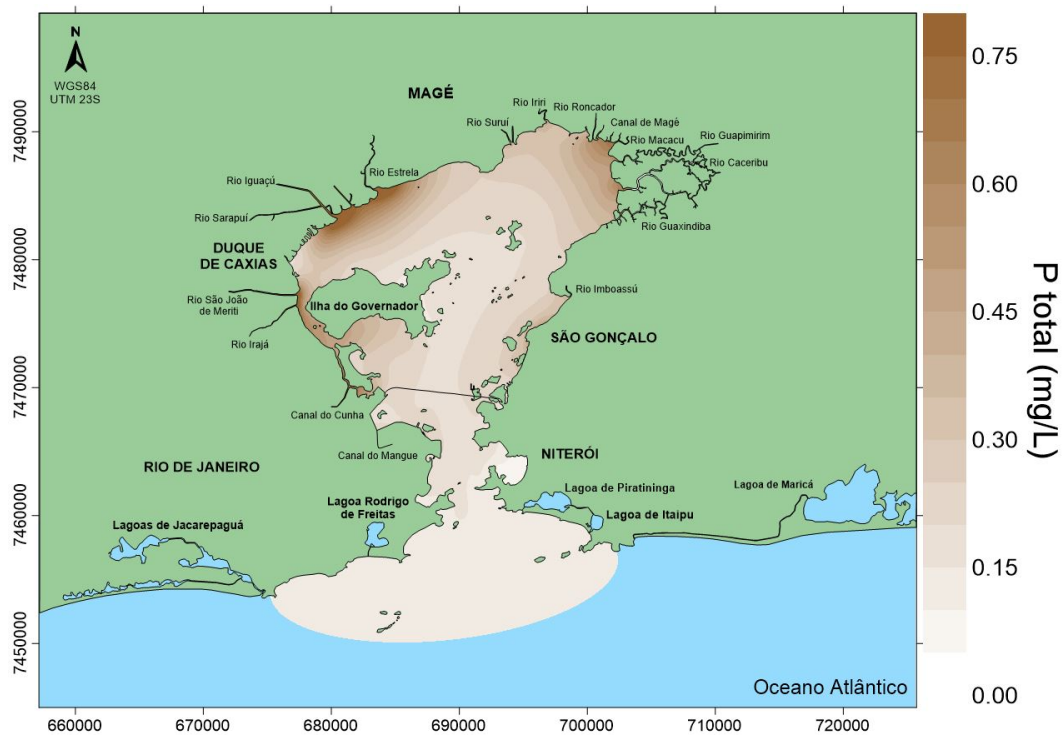 N
WGS84
UTM 23S
MAGÉ
Rio Iriri
Rio Roncador
Rio Suruí
Canal de Magè
Rio Macacu
Rio Guapimirim
Rio Caceribu
Rio Estrela
Rio Iguaçú
Rio Sarapuí
Rio Guaxindiba
DUQUE
DE CAXIAS
Rio São João
de Meriti
Ilha do Governador
Rio Imboassú
Rio Irajá
SÃO GONÇALO
Canal do Cunha
Canal do Mangue
NITERÓI
RIO DE JANEIRO
Lagoa de Piratininga
Lagoa de Maricá
Lagoa Rodrigo
de Freitas
Lagoa de Itaipu
Lagoas de Jacarepaguá
Oceano Atlântico
7490000
7480000
7470000
7460000
7450000
660000
670000
680000
690000
700000
710000
720000
0.75
0.60
0.45
0.30
0.15
0.00
P total (mg/L)